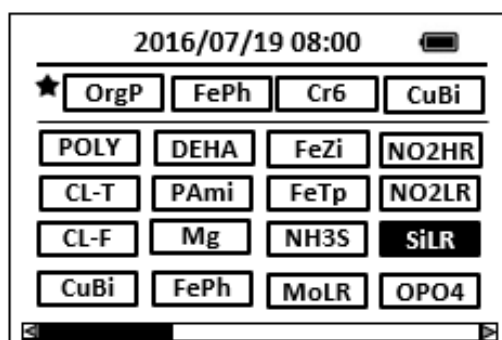 2016/07/19 08:00
OrgP FePh Cr6 CuBi
POLY DEHA FeZi NO2HR
CL-T PAmi FeTp NO2LR
CL-F Mg NH3S SiLR
CuBi FePh MoLR OPO4